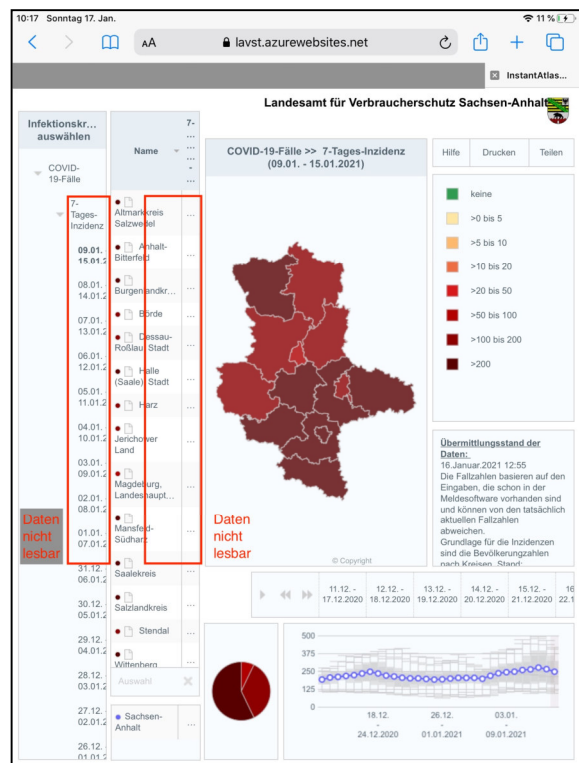 10:17 Sonntag 17. Jan.
11 %
AA
lavst.azurewebsites.net
InstantAtlas...
Landesamt für Verbraucherschutz Sachsen-Anhalt
Infektionskr...
auswählen
COVID-
19-Fälle
7-
Tages-
Inzidenz
09.01. -
15.01.2
08.01. -
14.01.2
07.01. -
13.01.2
06.01. -
12.01.2
05.01. -
11.01.2
04.01. -
10.01.2
03.01. -
09.01.2
02.01. -
08.01.2
01.01. -
07.01.2
31.12. -
06.01.2
30.12. -
05.01.2
29.12. -
04.01.2
28.12. -
03.01.2
27.12. -
02.01.2
26.12. -
01.01.2
Daten
nicht
lesbar
Name
7-
...
...
...
-
...
Altmarkkreis
Salzwedel
...
Anhalt-
Bitterfeld
...
Burgenlandkr...
...
Börde
...
Dessau-
Roßlau, Stadt
...
Halle
(Saale), Stadt
...
Harz
...
Jerichower
Land
...
Magdeburg,
Landeshaupt...
...
Mansfeld-
Südharz
...
Saalekreis
...
Salzlandkreis
...
Stendal
...
Wittenberg
...
Auswahl
Sachsen-
Anhalt
...
Daten
nicht
lesbar
COVID-19-Fälle >> 7-Tages-Inzidenz
(09.01. - 15.01.2021)
© Copyright
Hilfe
Drucken
Teilen
keine
>0 bis 5
>5 bis 10
>10 bis 20
>20 bis 50
>50 bis 100
>100 bis 200
>200
Übermittlungsstand der
Daten:
16.Januar.2021 12:55
Die Fallzahlen basieren auf den
Eingaben, die schon in der
Meldesoftware vorhanden sind
und können von den tatsächlich
aktuellen Fallzahlen
abweichen.
Grundlage für die Inzidenzen
sind die Bevölkerungzahlen
nach Kreisen, Stand:
11.12. -
17.12.2020
12.12. -
18.12.2020
13.12. -
19.12.2020
14.12. -
20.12.2020
15.12. -
21.12.2020
16
22.1
500
375
250
125
0
18.12.
-
24.12.2020
26.12.
-
01.01.2021
03.01.
-
09.01.2021